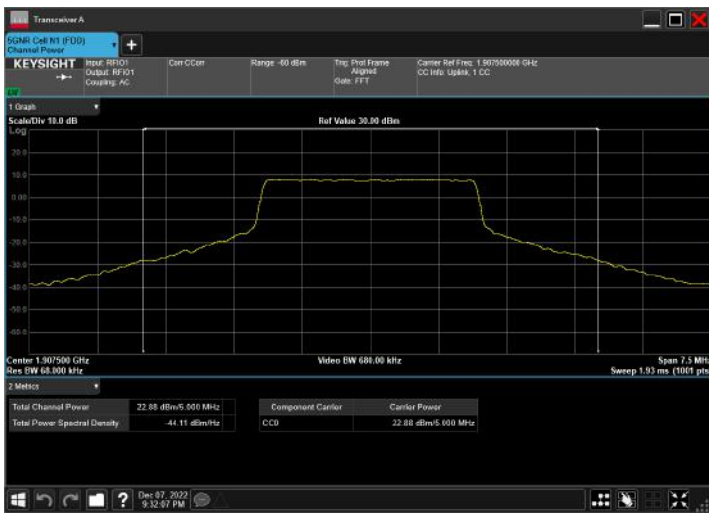 Transceiver A
5GNR Cell N1 (FDD)
Channel Power
KEYSIGHT
Input: RFIO1
Output: RFIO1
Coupling: AC
Corr CCorr
Range -60 dBm
Trig: Prot Frame
Aligned
Gate: FFT
Carrier Ref Freq: 1.907500000 GHz
CC Info: Uplink, 1 CC
1 Graph
Scale/Div 10.0 dB
Ref Value 30.00 dBm
Log
20.0
10.0
0.00
-10.0
-20.0
-30.0
-40.0
-50.0
-60.0
Center 1.907500 GHz
Video BW 680.00 kHz
Span 7.5 MHz
Res BW 68.000 kHz
Sweep 1.93 ms (1001 pts
2 Metrics
Total Channel Power 22.88 dBm/5.000 MHz
Total Power Spectral Density -44.11 dBm/Hz
Component Carrier Carrier Power
CC0 22.88 dBm/5.000 MHz
Dec 07, 2022
9:32:07 PM